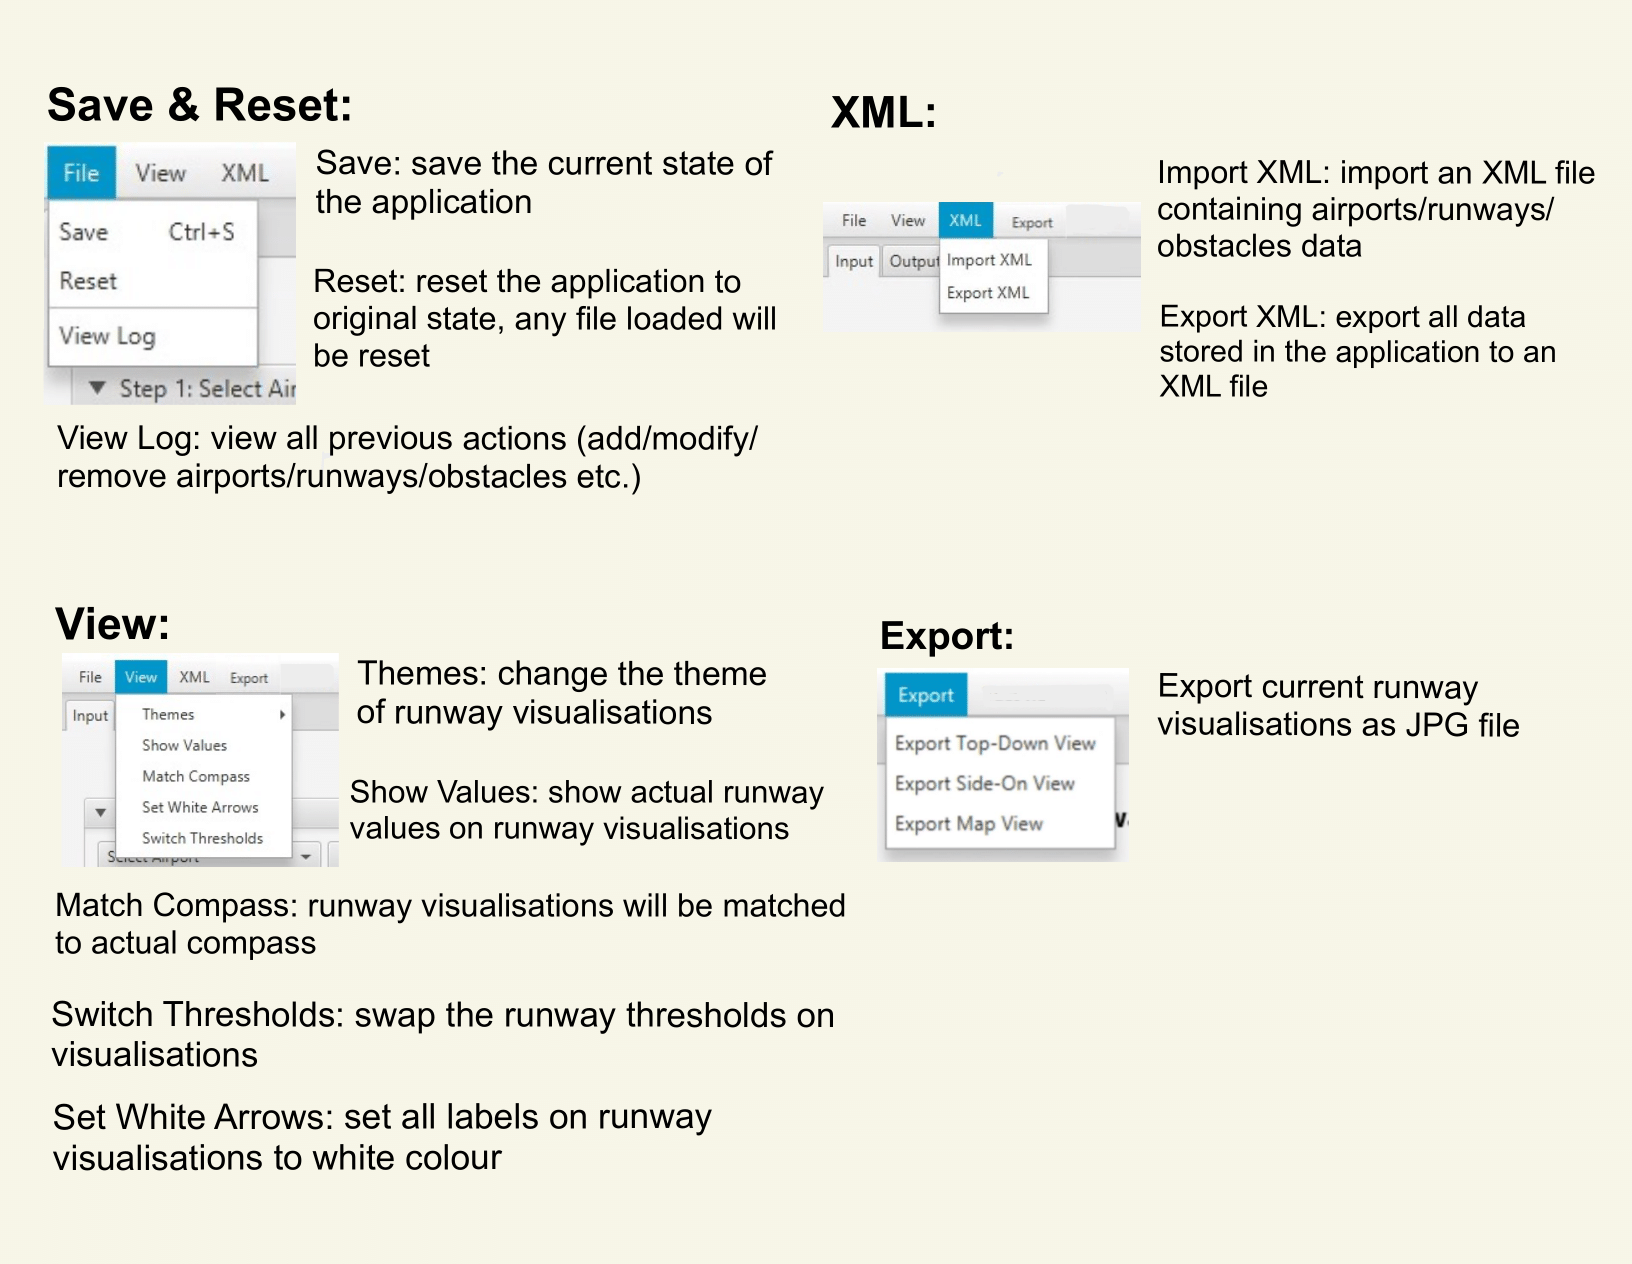 Save & Reset:
File View XML
Save Ctrl+S
Reset
View Log
Step 1: Select Air
Save: save the current state of
the application
Reset: reset the application to
original state, any file loaded will
be reset
View Log: view all previous actions (add/modify/
remove airports/runways/obstacles etc.)
XML:
File View XML Export
Input Output
Import XML
Export XML
Import XML: import an XML file
containing airports/runways/
obstacles data
Export XML: export all data
stored in the application to an
XML file
View:
File View XML Export
Input
Themes
Show Values
Match Compass
Set White Arrows
Switch Thresholds
Select Airport
Themes: change the theme
of runway visualisations
Show Values: show actual runway
values on runway visualisations
Match Compass: runway visualisations will be matched
to actual compass
Switch Thresholds: swap the runway thresholds on
visualisations
Set White Arrows: set all labels on runway
visualisations to white colour
Export:
Export
Export Top-Down View
Export Side-On View
Export Map View
Export current runway
visualisations as JPG file